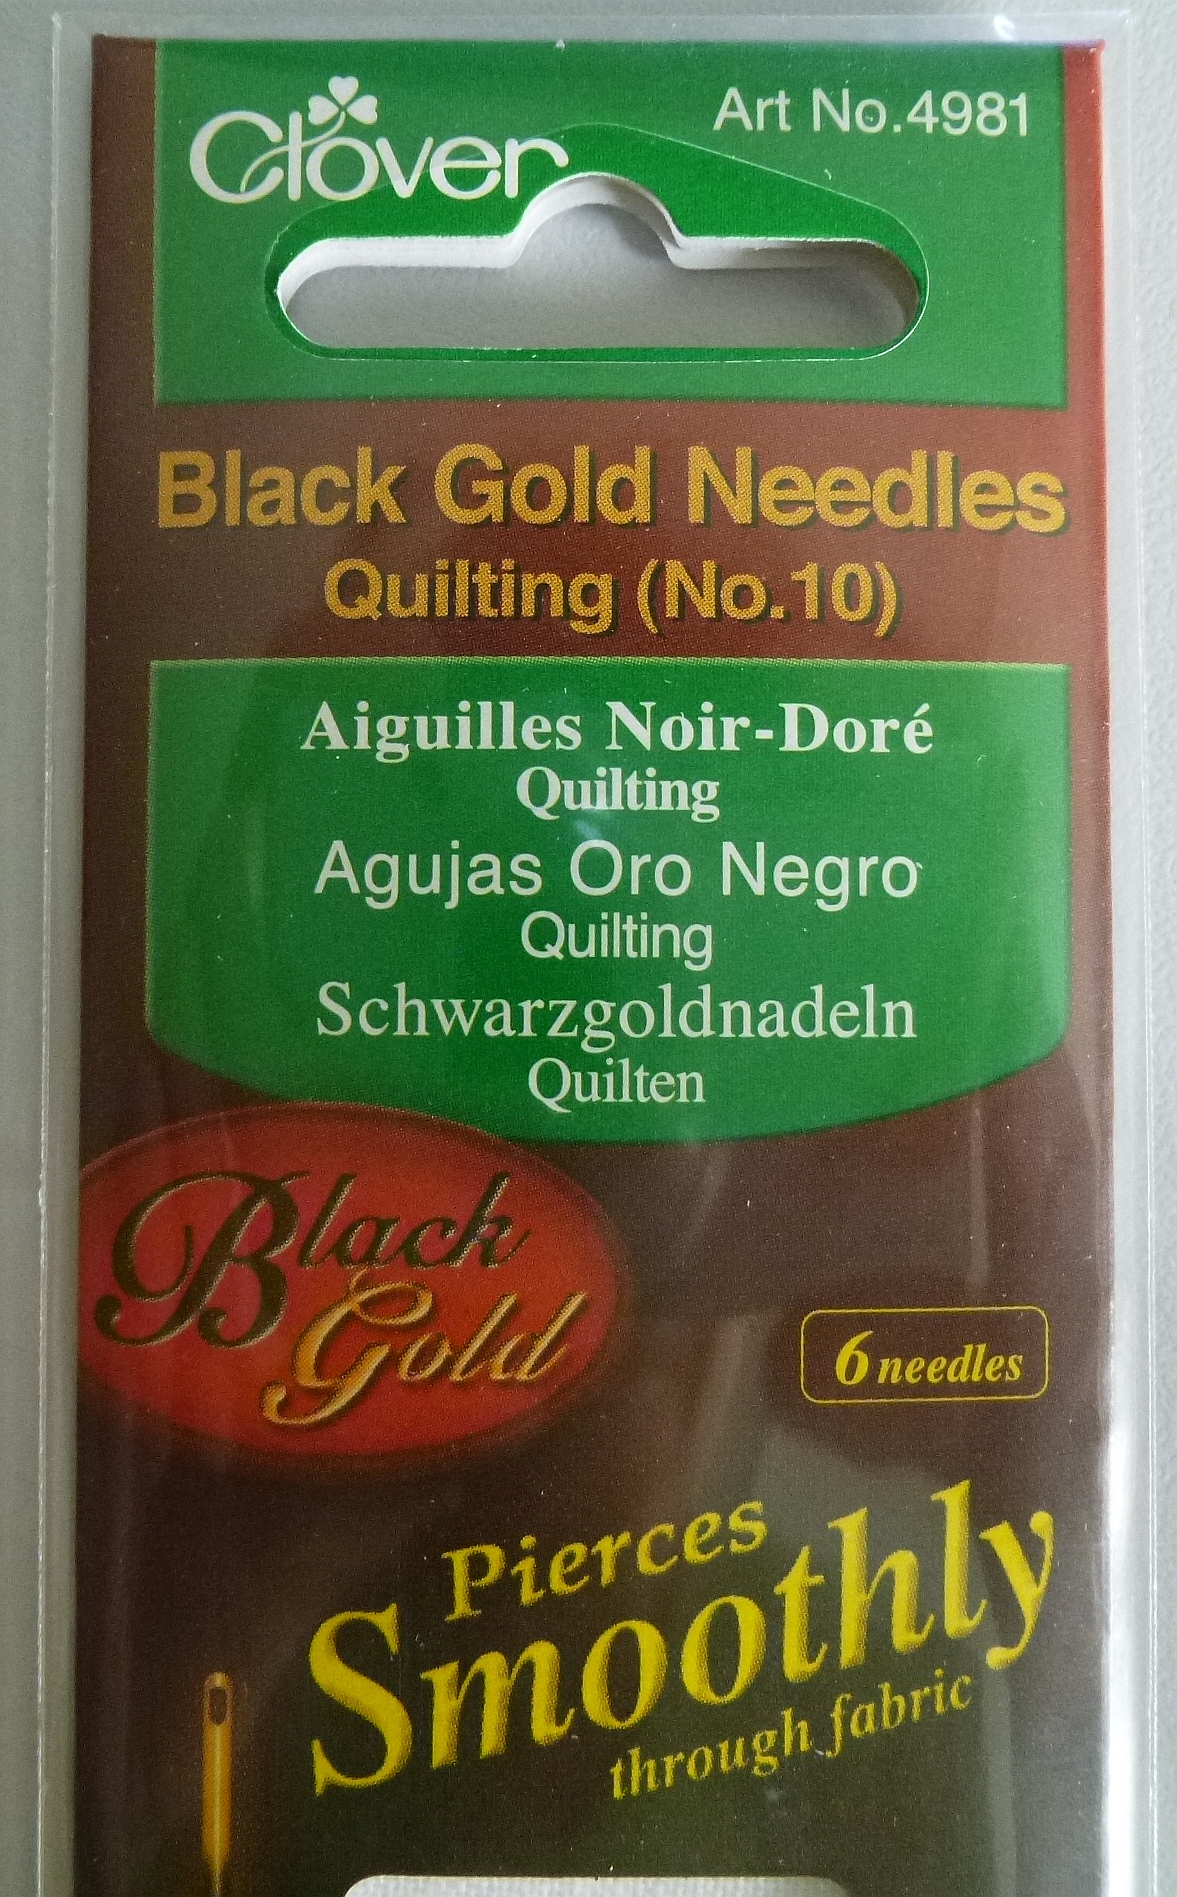 Clover
Art No.4981
Black Gold Needles
Quilting (No.10)
Aiguilles Noir-Doré
Quilting
Agujas Oro Negro
Quilting
Schwarzgoldnadeln
Quilten
Black
Gold
6 needles
Pierces
Smoothly
through fabric